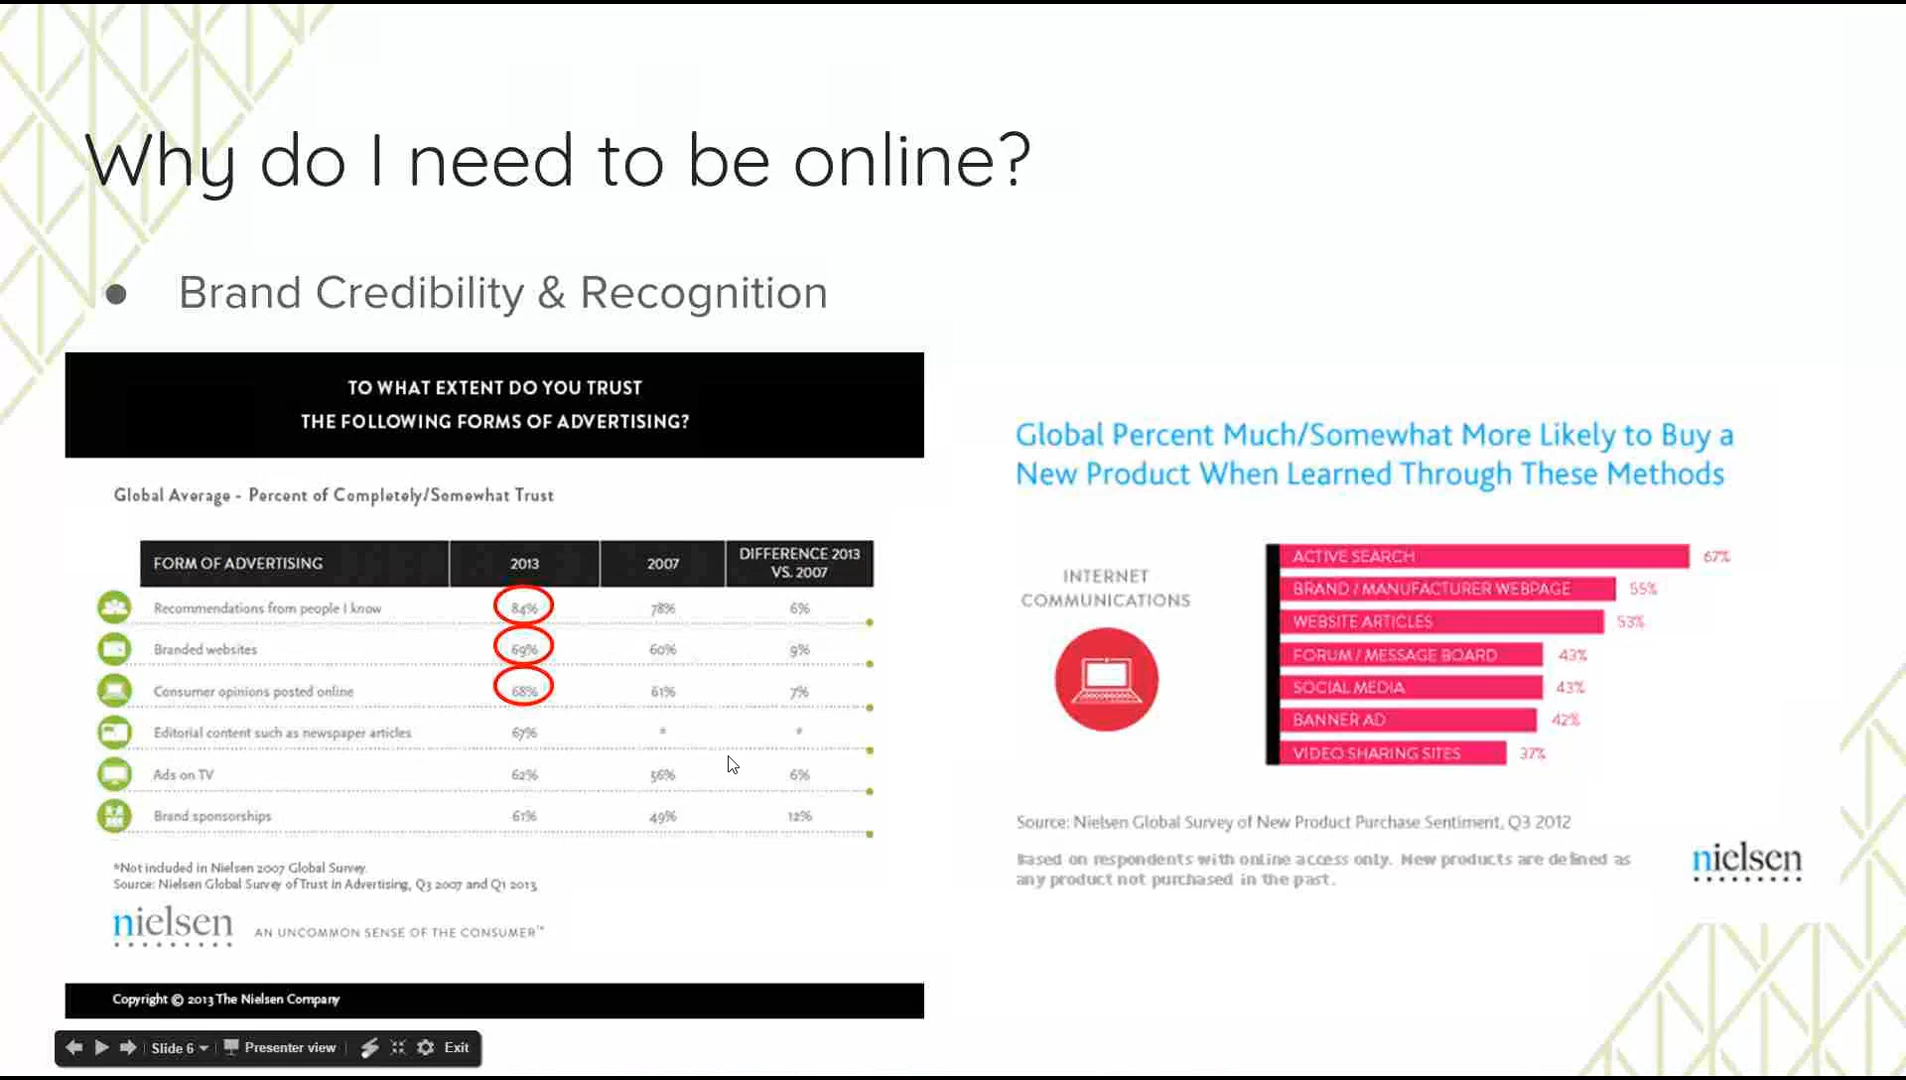 Why do I need to be online?
● Brand Credibility & Recognition
TO WHAT EXTENT DO YOU TRUST
THE FOLLOWING FORMS OF ADVERTISING?
Global Average - Percent of Completely/Somewhat Trust
FORM OF ADVERTISING 2013 2007 DIFFERENCE 2013 VS. 2007
Recommendations from people I know 84% 78% 6%
Branded websites 69% 60% 9%
Consumer opinions posted online 68% 61% 7%
Editorial content such as newspaper articles 67% * *
Ads on TV 62% 56% 6%
Brand sponsorships 61% 49% 12%
*Not included in Nielsen 2007 Global Survey.
Source: Nielsen Global Survey of Trust in Advertising, Q3 2007 and Q1 2013
nielsen AN UNCOMMON SENSE OF THE CONSUMER™
Copyright © 2013 The Nielsen Company
Global Percent Much/Somewhat More Likely to Buy a
New Product When Learned Through These Methods
INTERNET
COMMUNICATIONS
ACTIVE SEARCH 67%
BRAND / MANUFACTURER WEBPAGE 55%
WEBSITE ARTICLES 53%
FORUM / MESSAGE BOARD 43%
SOCIAL MEDIA 43%
BANNER AD 42%
VIDEO SHARING SITES 37%
Source: Nielsen Global Survey of New Product Purchase Sentiment, Q3 2012
Based on respondents with online access only. New products are defined as
any product not purchased in the past.
nielsen
Slide 6 Presenter view Exit